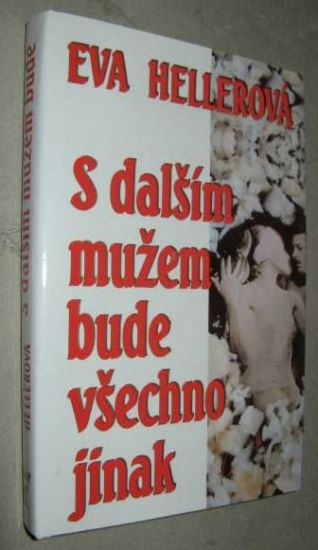 EVA HELLEROVÁ
S dalším
mužem
bude
všechno
jinak
HELLEROVÁ S dalším mužem bude